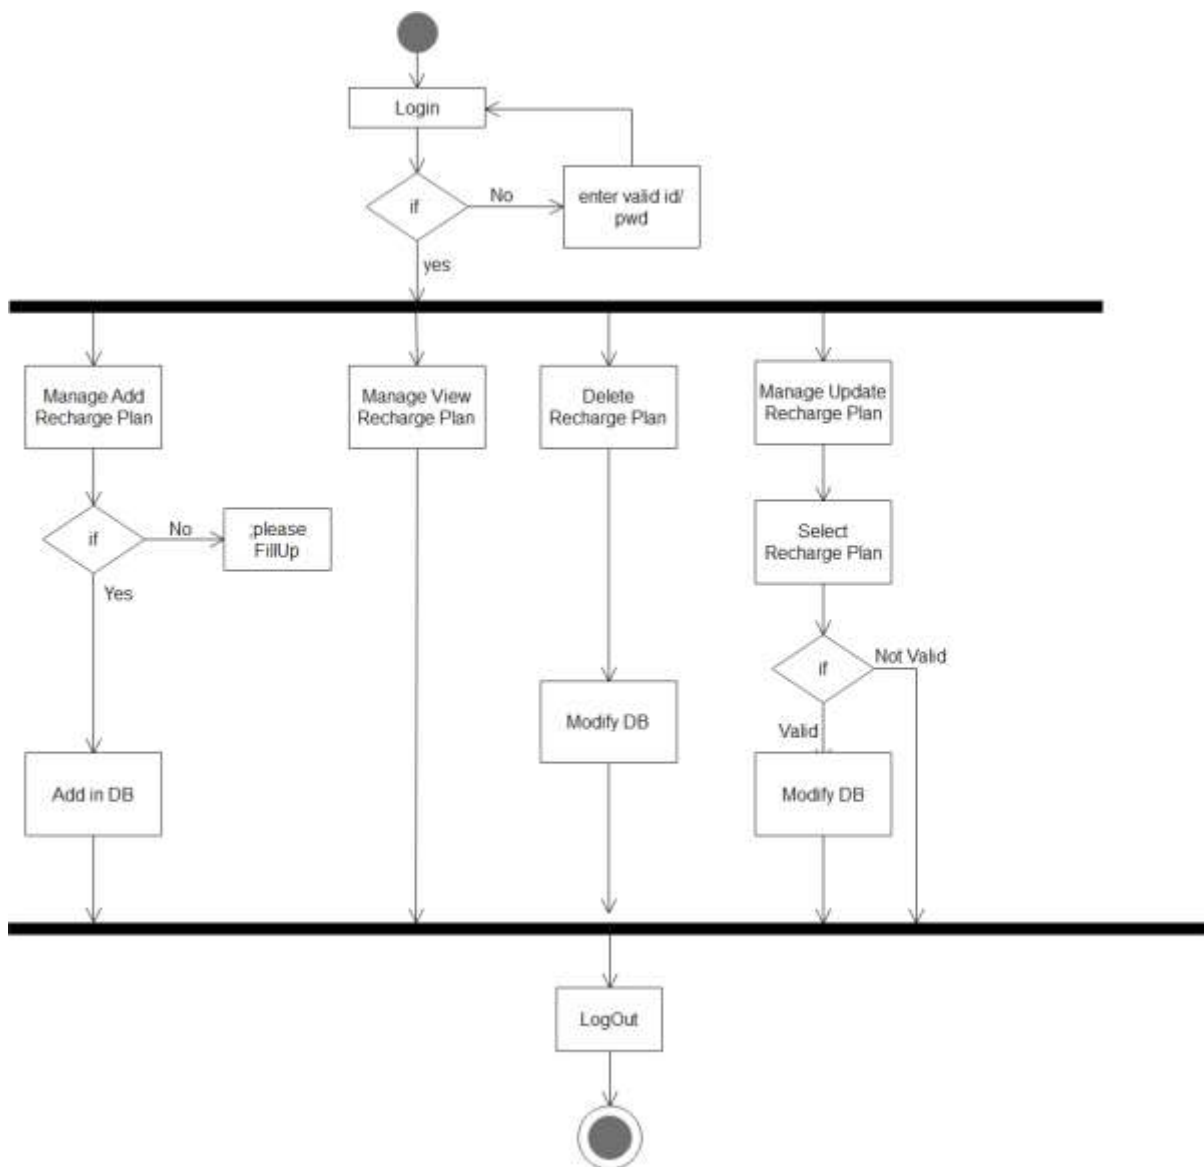 Login
if
No
enter valid id/
pwd
yes
Manage Add
Recharge Plan
Manage View
Recharge Plan
Delete
Recharge Plan
Manage Update
Recharge Plan
if
No
;please
FillUp
Yes
Select
Recharge Plan
if
Not Valid
Valid
Modify DB
Add in DB
Modify DB
LogOut